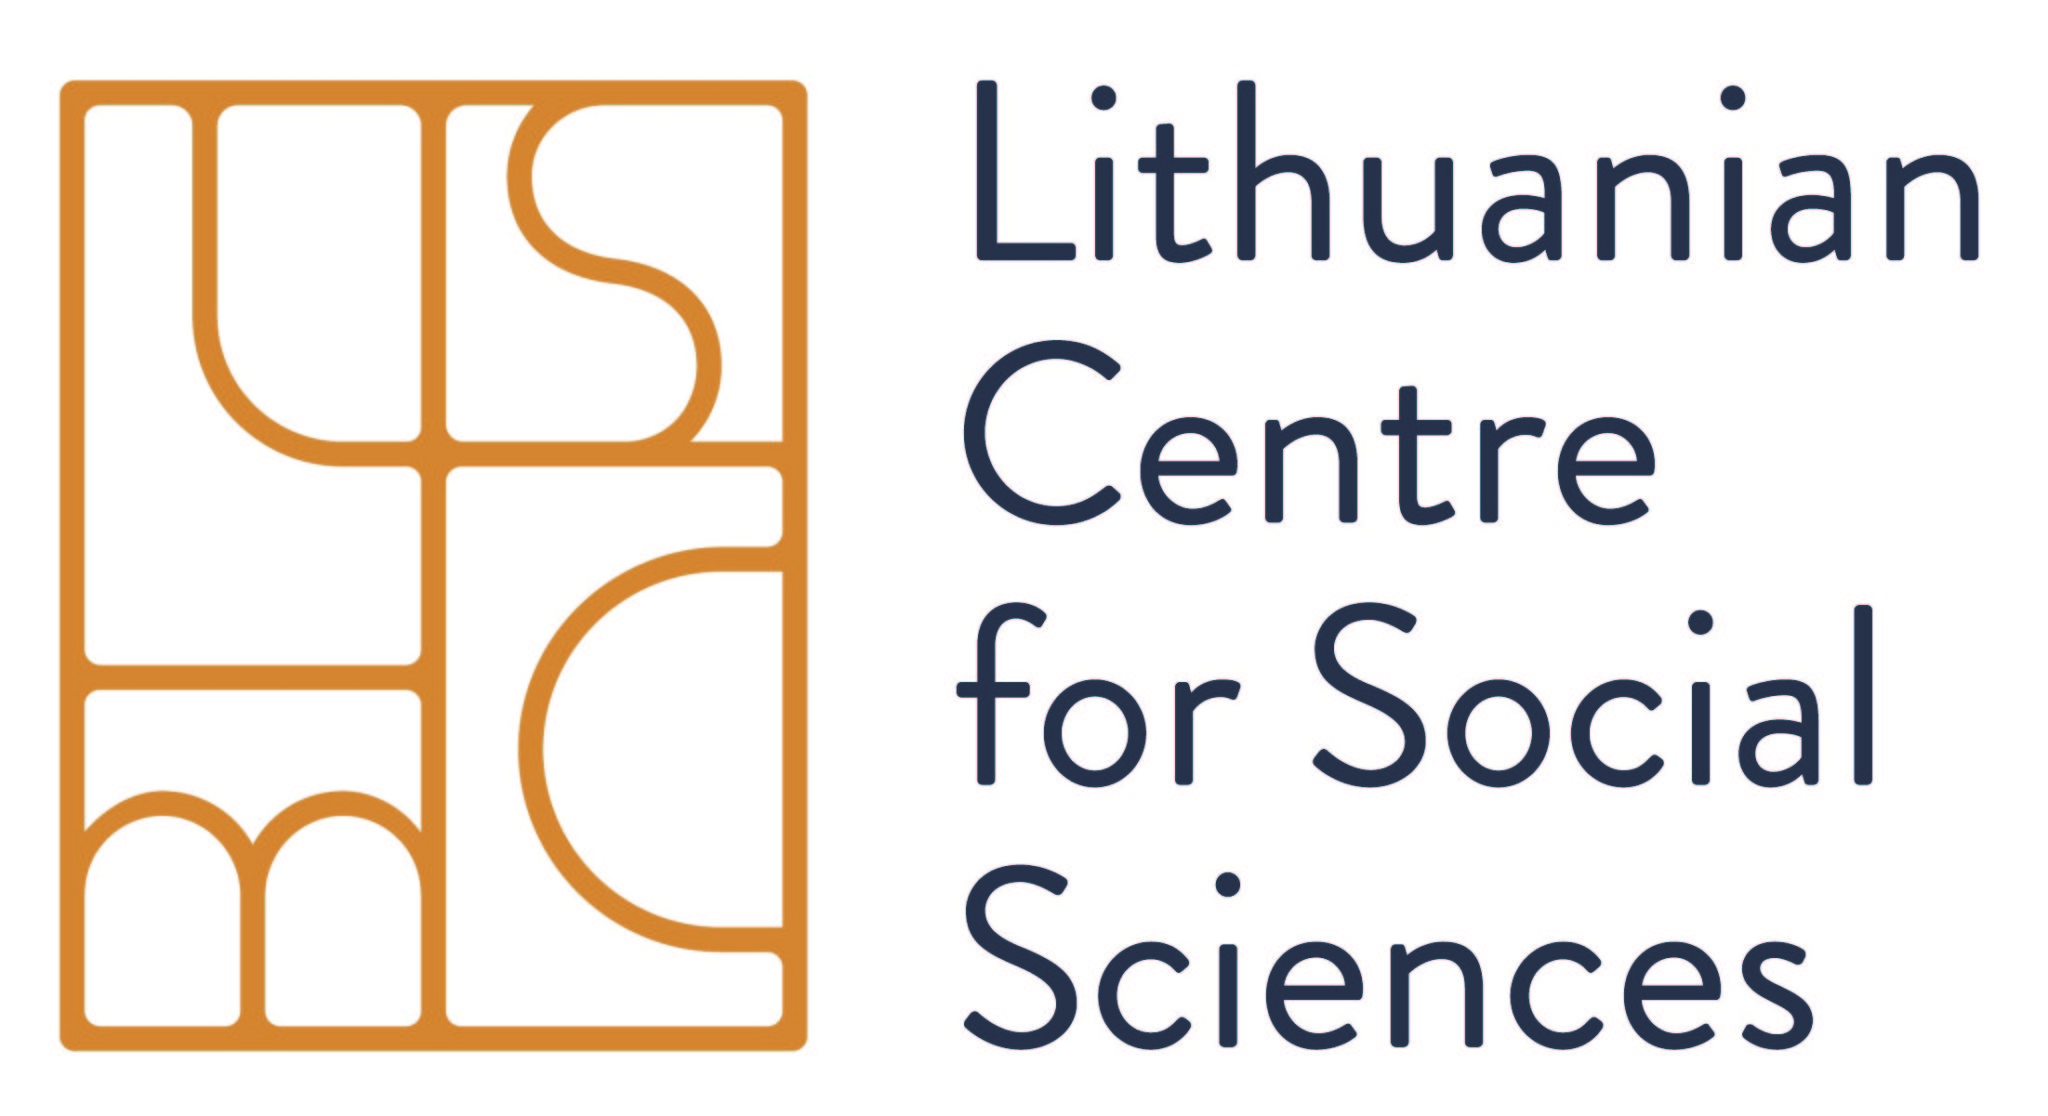 Lithuanian
Centre
for Social
Sciences